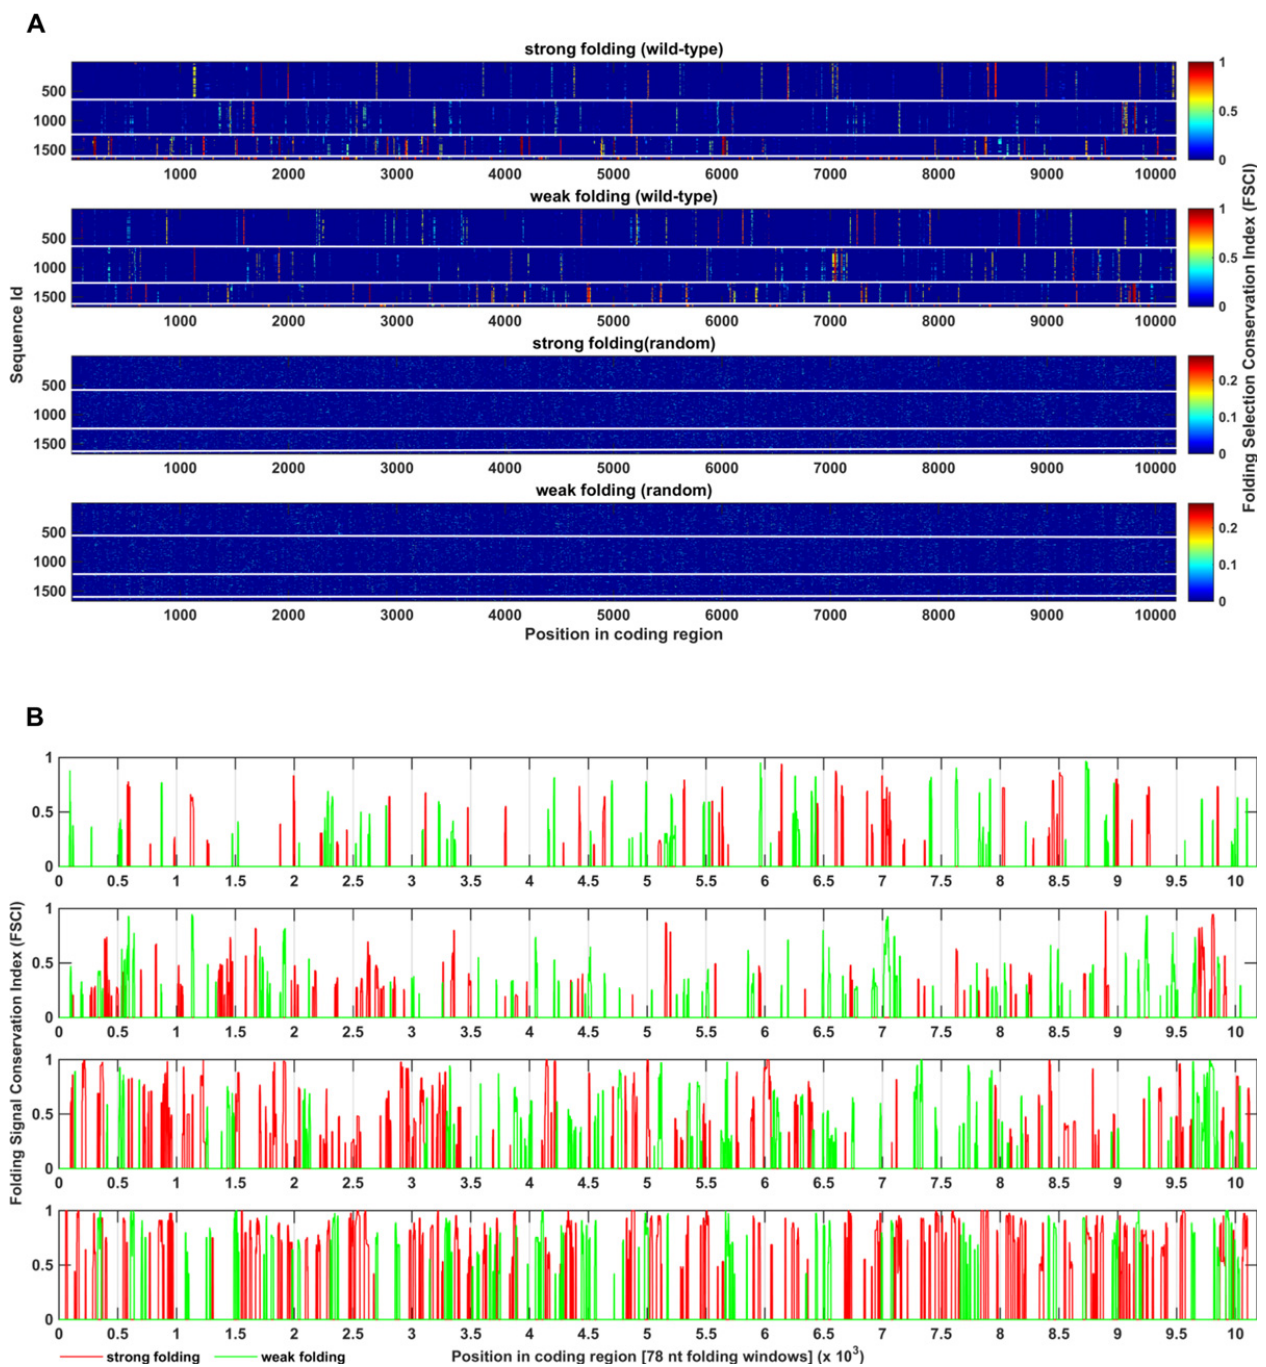 A
strong folding (wild-type)
500
1000
1500
1000 2000 3000 4000 5000 6000 7000 8000 9000 10000
1
0.5
0
weak folding (wild-type)
500
1000
1500
1000 2000 3000 4000 5000 6000 7000 8000 9000 10000
1
0.5
0
strong folding(random)
500
1000
1500
1000 2000 3000 4000 5000 6000 7000 8000 9000 10000
0.2
0.1
0
weak folding (random)
500
1000
1500
1000 2000 3000 4000 5000 6000 7000 8000 9000 10000
0.2
0.1
0
Position in coding region
Sequence Id
Folding Selection Conservation Index (FSCI)
B
1
0.5
0
0 0.5 1 1.5 2 2.5 3 3.5 4 4.5 5 5.5 6 6.5 7 7.5 8 8.5 9 9.5 10
1
0.5
0
0 0.5 1 1.5 2 2.5 3 3.5 4 4.5 5 5.5 6 6.5 7 7.5 8 8.5 9 9.5 10
1
0.5
0
0 0.5 1 1.5 2 2.5 3 3.5 4 4.5 5 5.5 6 6.5 7 7.5 8 8.5 9 9.5 10
1
0.5
0
0 0.5 1 1.5 2 2.5 3 3.5 4 4.5 5 5.5 6 6.5 7 7.5 8 8.5 9 9.5 10
Folding Signal Conservation Index (FSCI)
strong folding weak folding
Position in coding region [78 nt folding windows] (x 10³)